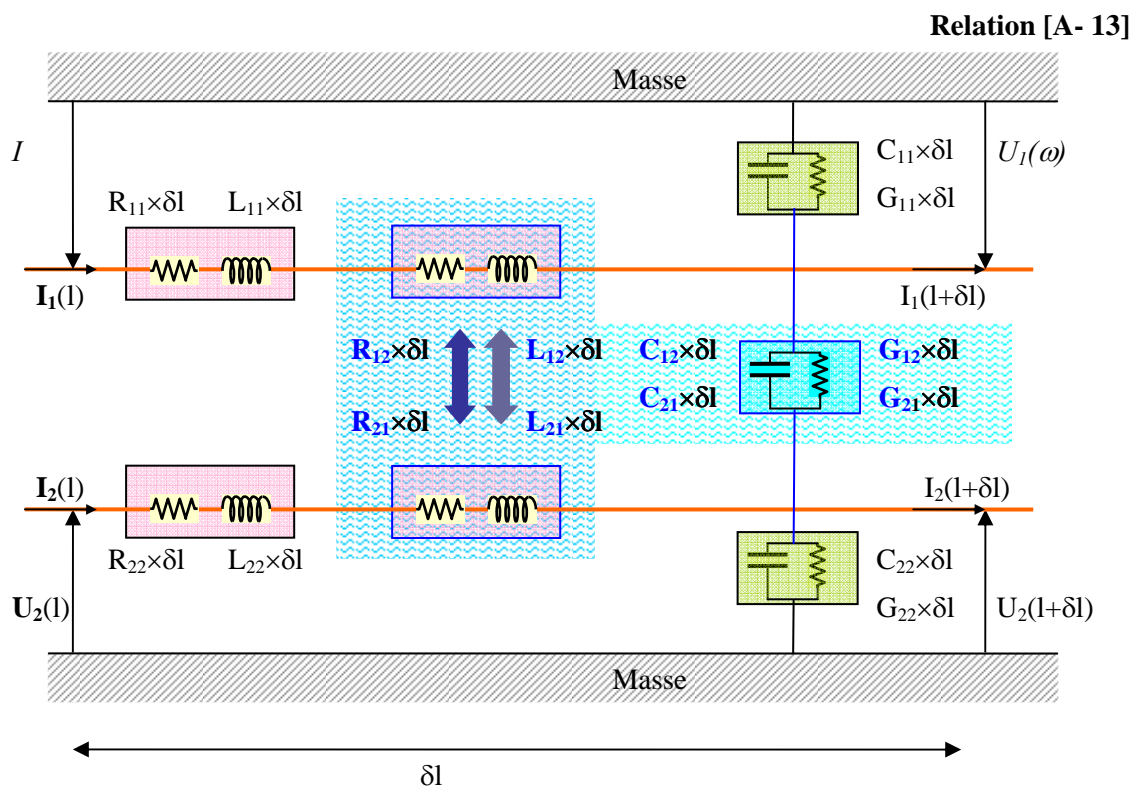 Relation [A- 13]
Masse
I
C₁₁×δl
U₁(ω)
R₁₁×δl L₁₁×δl
G₁₁×δl
I₁(l)
I₁(l+δl)
R₁₂×δl L₁₂×δl C₁₂×δl G₁₂×δl
C₂₁×δl G₂₁×δl
R₂₁×δl L₂₁×δl
I₂(l)
I₂(l+δl)
R₂₂×δl L₂₂×δl
C₂₂×δl
U₂(l)
G₂₂×δl
U₂(l+δl)
Masse
δl